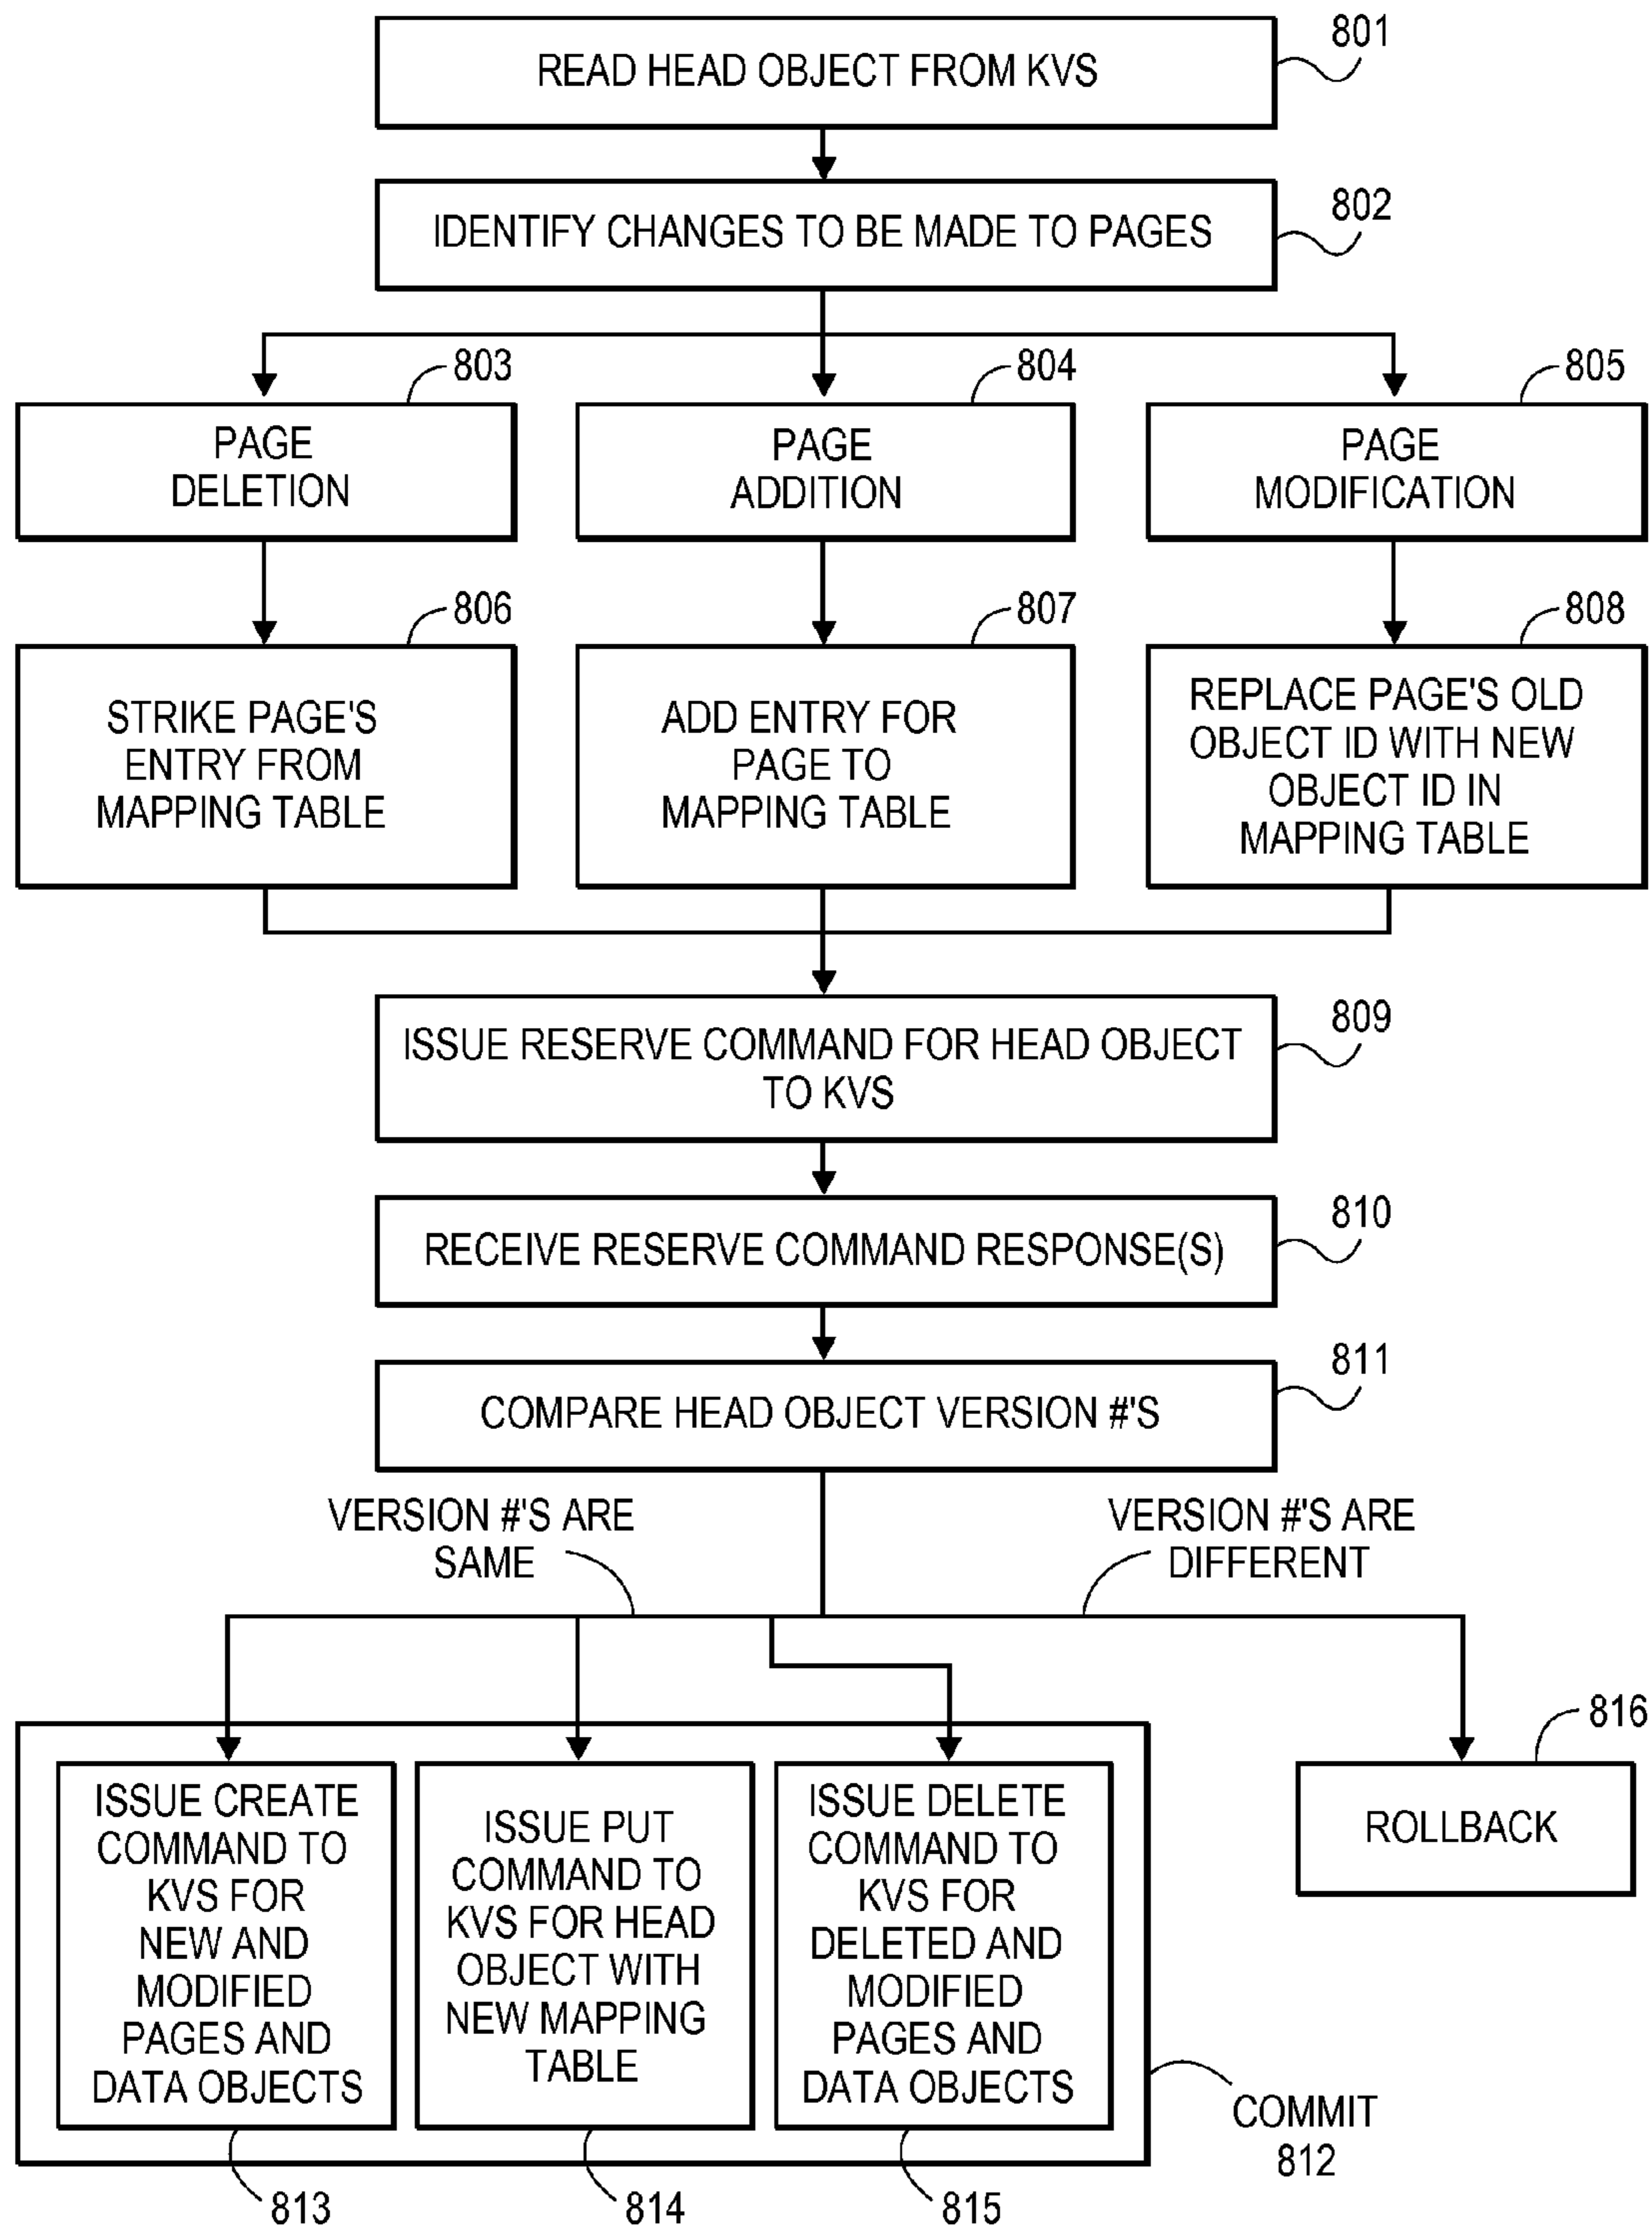 801
READ HEAD OBJECT FROM KVS
802
IDENTIFY CHANGES TO BE MADE TO PAGES
803
PAGE
DELETION
804
PAGE
ADDITION
805
PAGE
MODIFICATION
806
STRIKE PAGE'S
ENTRY FROM
MAPPING TABLE
807
ADD ENTRY FOR
PAGE TO
MAPPING TABLE
808
REPLACE PAGE'S OLD
OBJECT ID WITH NEW
OBJECT ID IN
MAPPING TABLE
809
ISSUE RESERVE COMMAND FOR HEAD OBJECT
TO KVS
810
RECEIVE RESERVE COMMAND RESPONSE(S)
811
COMPARE HEAD OBJECT VERSION #'S
VERSION #'S ARE
SAME
VERSION #'S ARE
DIFFERENT
ISSUE CREATE
COMMAND TO
KVS FOR
NEW AND
MODIFIED
PAGES AND
DATA OBJECTS
ISSUE PUT
COMMAND TO
KVS FOR HEAD
OBJECT WITH
NEW MAPPING
TABLE
ISSUE DELETE
COMMAND TO
KVS FOR
DELETED AND
MODIFIED
PAGES AND
DATA OBJECTS
816
ROLLBACK
COMMIT
812
813
814
815